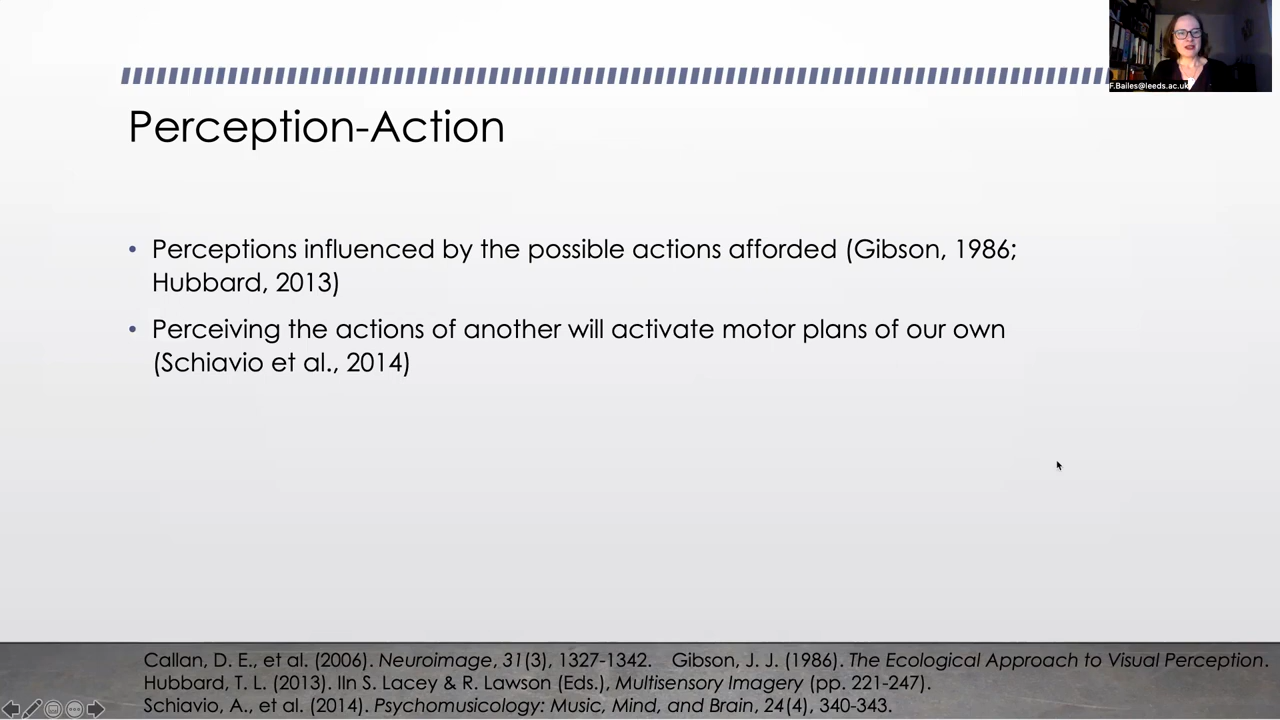 F.Bailes@leeds.ac.uk
Perception-Action
• Perceptions influenced by the possible actions afforded (Gibson, 1986;
Hubbard, 2013)
• Perceiving the actions of another will activate motor plans of our own
(Schiavio et al., 2014)
Callan, D. E., et al. (2006). Neuroimage, 31(3), 1327-1342. Gibson, J. J. (1986). The Ecological Approach to Visual Perception.
Hubbard, T. L. (2013). IIn S. Lacey & R. Lawson (Eds.), Multisensory Imagery (pp. 221-247).
Schiavio, A., et al. (2014). Psychomusicology: Music, Mind, and Brain, 24(4), 340-343.